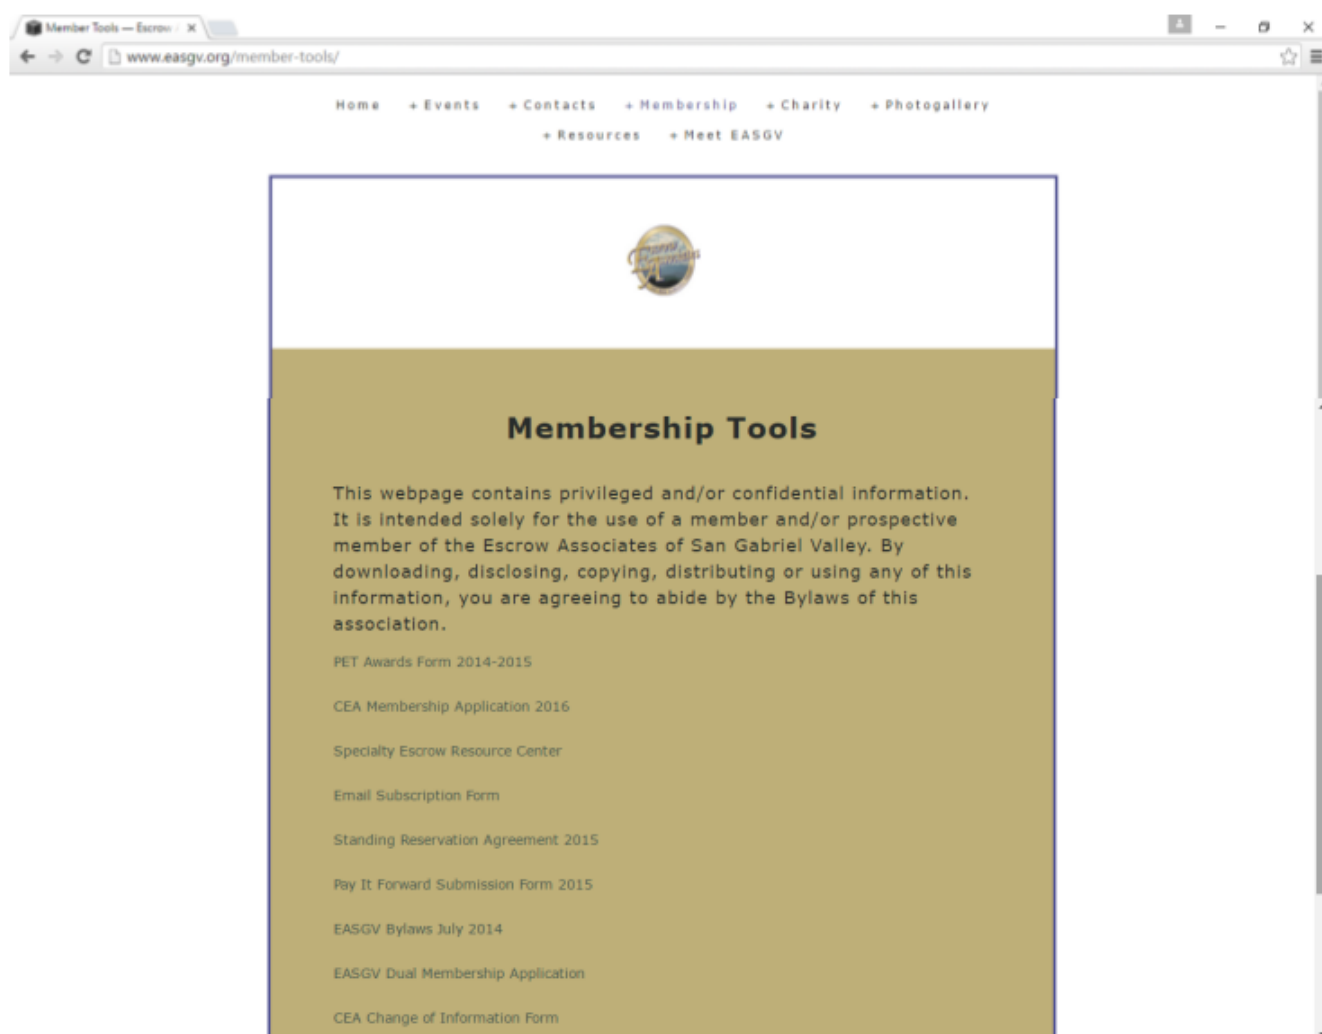 Member Tools — Escrow
www.easgv.org/member-tools/
Home + Events + Contacts + Membership + Charity + Photogallery
+ Resources + Meet EASGV
Escrow
Associates
Membership Tools
This webpage contains privileged and/or confidential information.
It is intended solely for the use of a member and/or prospective
member of the Escrow Associates of San Gabriel Valley. By
downloading, disclosing, copying, distributing or using any of this
information, you are agreeing to abide by the Bylaws of this
association.
PET Awards Form 2014-2015
CEA Membership Application 2016
Specialty Escrow Resource Center
Email Subscription Form
Standing Reservation Agreement 2015
Pay It Forward Submission Form 2015
EASGV Bylaws July 2014
EASGV Dual Membership Application
CEA Change of Information Form